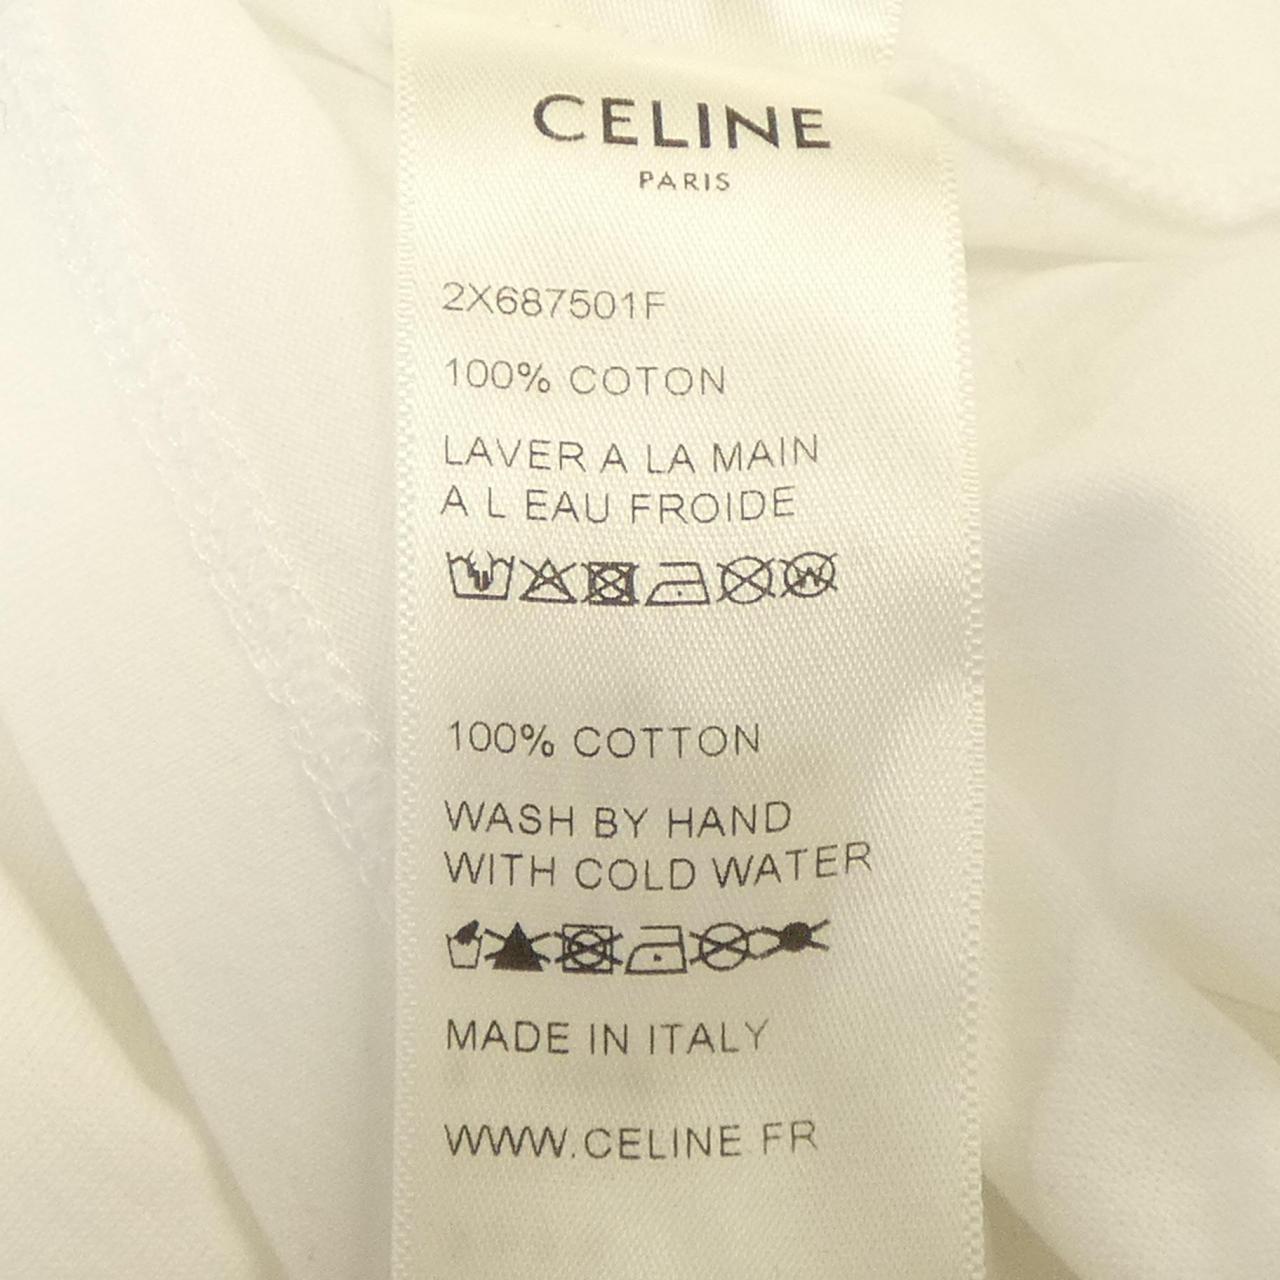 CELINE
PARIS
2X687501F
100% COTON
LAVER A LA MAIN
A L EAU FROIDE
100% COTTON
WASH BY HAND
WITH COLD WATER
MADE IN ITALY
WWW.CELINE FR